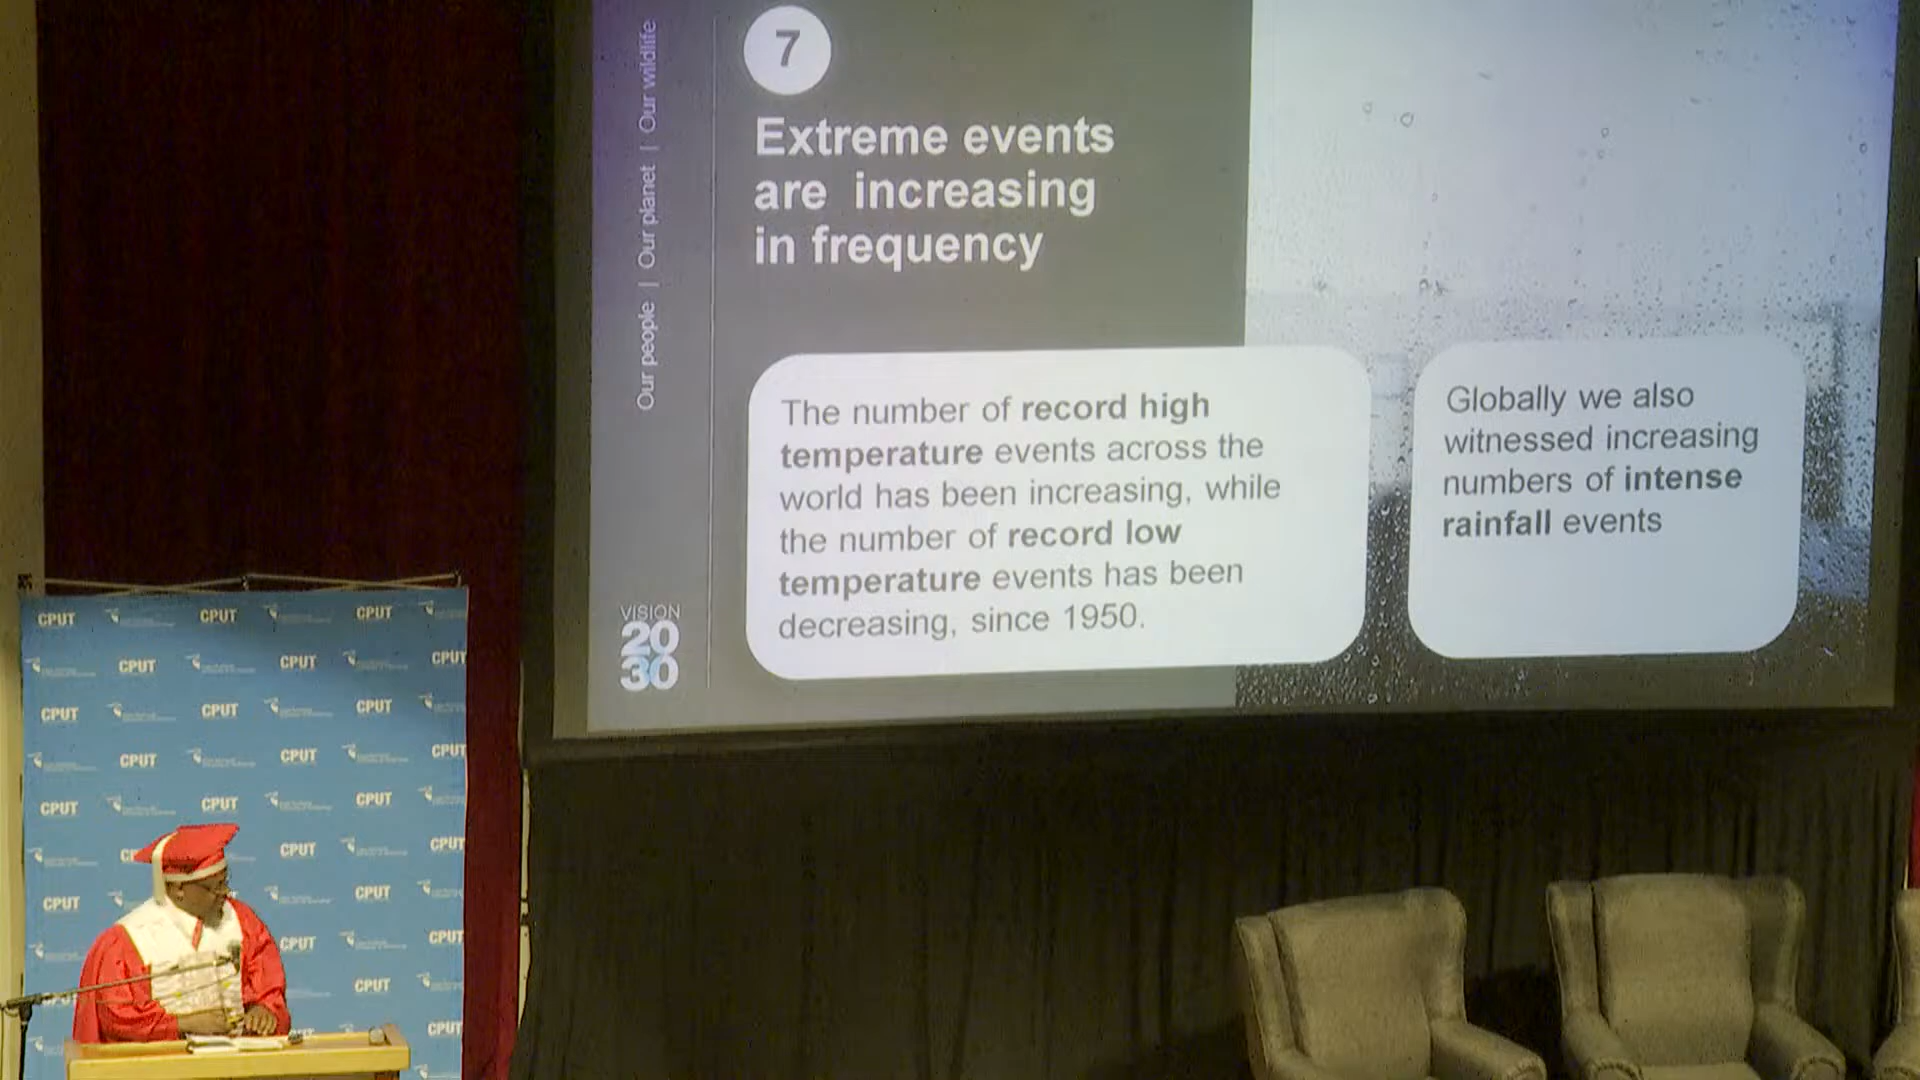 7
Extreme events
are increasing
in frequency
The number of record high
temperature events across the
world has been increasing, while
the number of record low
temperature events has been
decreasing, since 1950.
Globally we also
witnessed increasing
numbers of intense
rainfall events
Our people | Our planet | Our wildlife
VISION
20
30
CPUT CPUT CPUT
CPUT CPUT CPUT
CPUT CPUT CPUT
CPUT CPUT CPUT
CPUT CPUT CPUT
CPUT CPUT
CPUT CPUT
CPUT CPUT
CPUT
CPUT